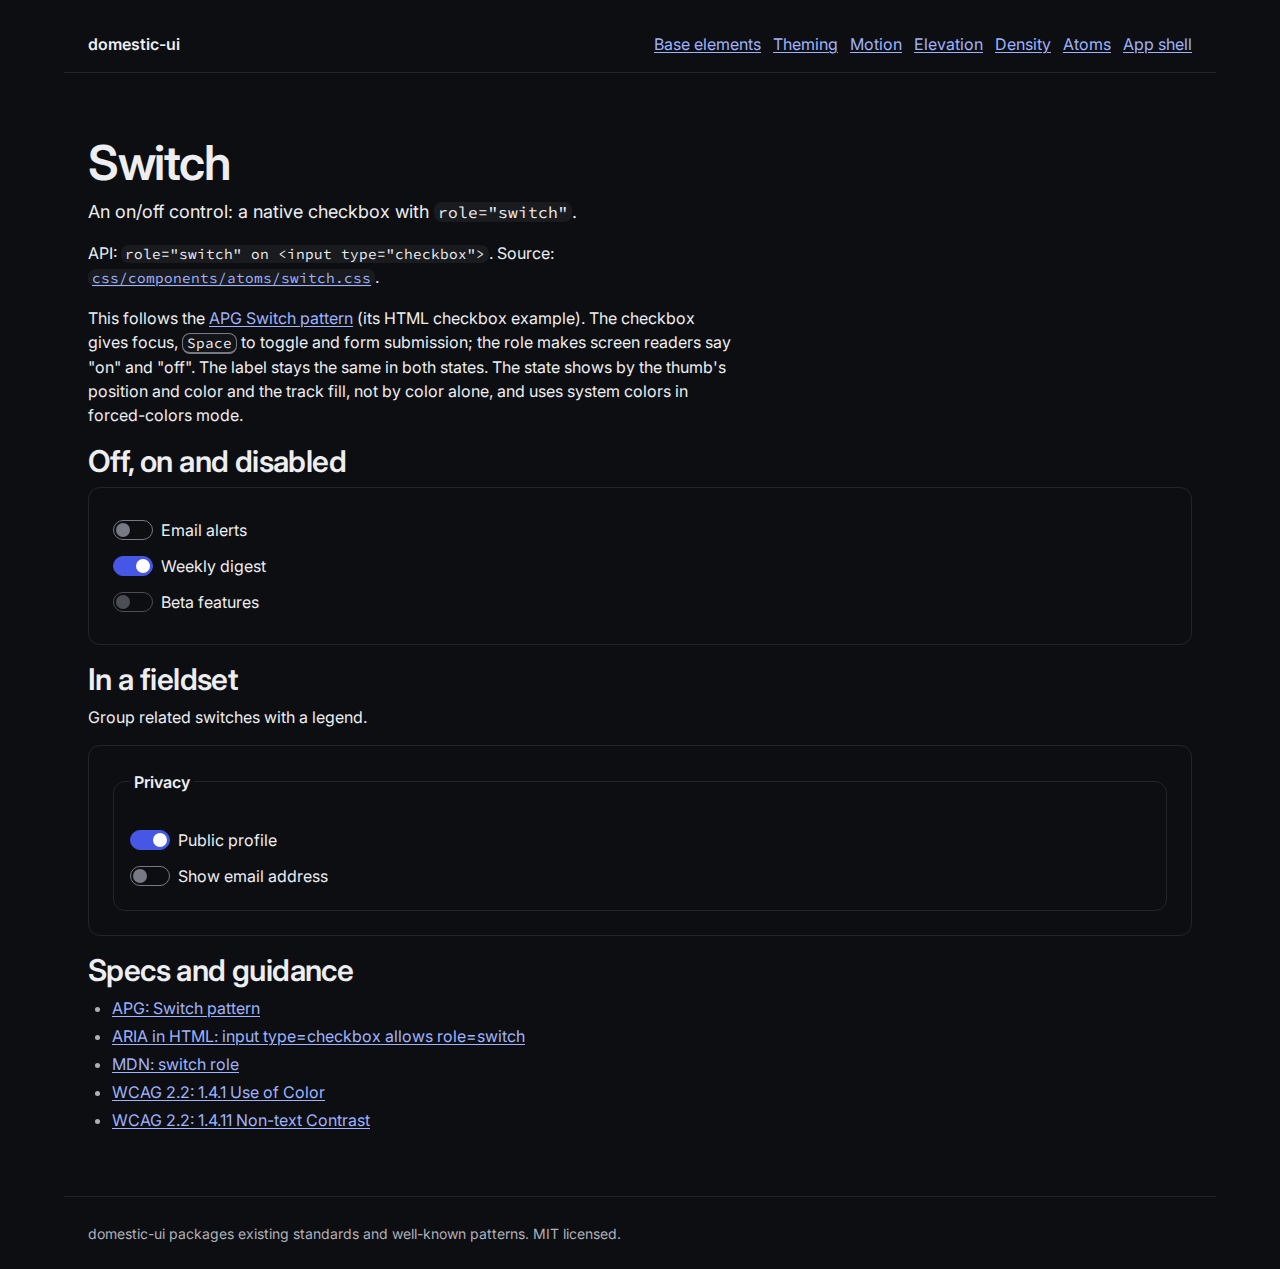 domestic-ui
Base elements Theming Motion Elevation Density Atoms App shell
Switch
An on/off control: a native checkbox with role="switch".
API: role="switch" on <input type="checkbox">. Source:
css/components/atoms/switch.css.
This follows the APG Switch pattern (its HTML checkbox example). The checkbox
gives focus, Space to toggle and form submission; the role makes screen readers say
"on" and "off". The label stays the same in both states. The state shows by the thumb's
position and color and the track fill, not by color alone, and uses system colors in
forced-colors mode.
Off, on and disabled
Email alerts
Weekly digest
Beta features
In a fieldset
Group related switches with a legend.
Privacy
Public profile
Show email address
Specs and guidance
APG: Switch pattern
ARIA in HTML: input type=checkbox allows role=switch
MDN: switch role
WCAG 2.2: 1.4.1 Use of Color
WCAG 2.2: 1.4.11 Non-text Contrast
domestic-ui packages existing standards and well-known patterns. MIT licensed.